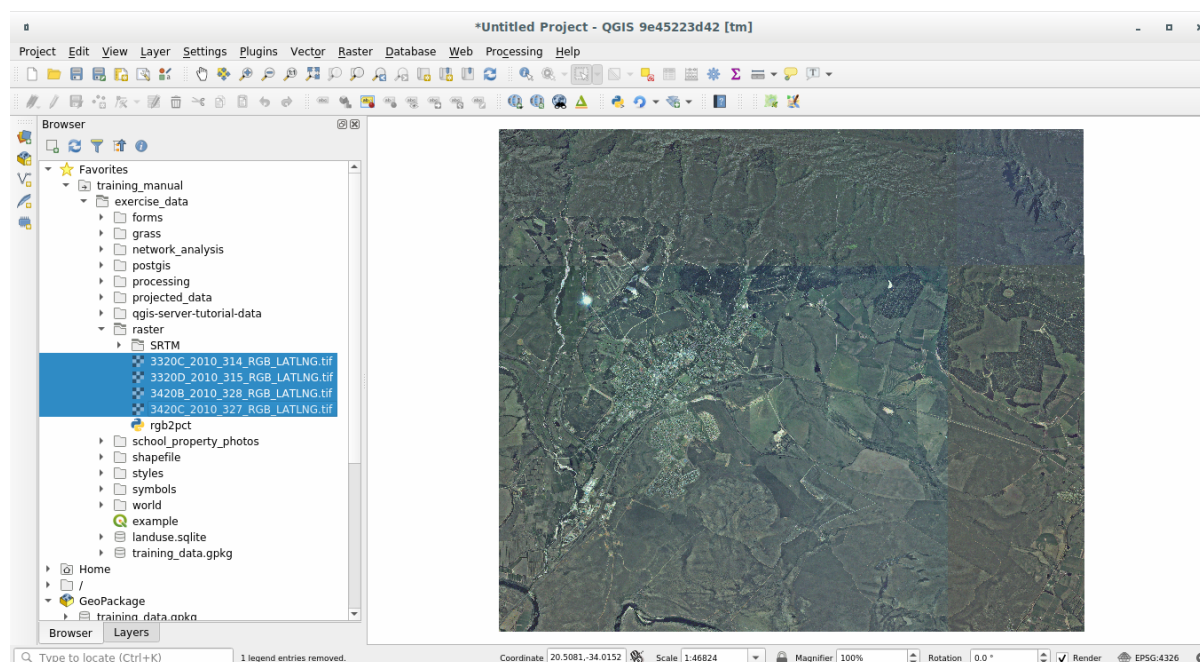 *Untitled Project - QGIS 9e45223d42 [tm]
Project Edit View Layer Settings Plugins Vector Raster Database Web Processing Help
Browser
Favorites
training_manual
exercise_data
forms
grass
network_analysis
postgis
processing
projected_data
qgis-server-tutorial-data
raster
SRTM
3320C_2010_314_RGB_LATLNG.tif
3320D_2010_315_RGB_LATLNG.tif
3420B_2010_328_RGB_LATLNG.tif
3420C_2010_327_RGB_LATLNG.tif
rgb2pct
school_property_photos
shapefile
styles
symbols
world
example
landuse.sqlite
training_data.gpkg
Home
/
GeoPackage
training_data.gpkg
Browser Layers
Type to locate (Ctrl+K) 1 legend entries removed. Coordinate 20.5081,-34.0152 Scale 1:46824 Magnifier 100% Rotation 0.0 ° Render EPSG:4326